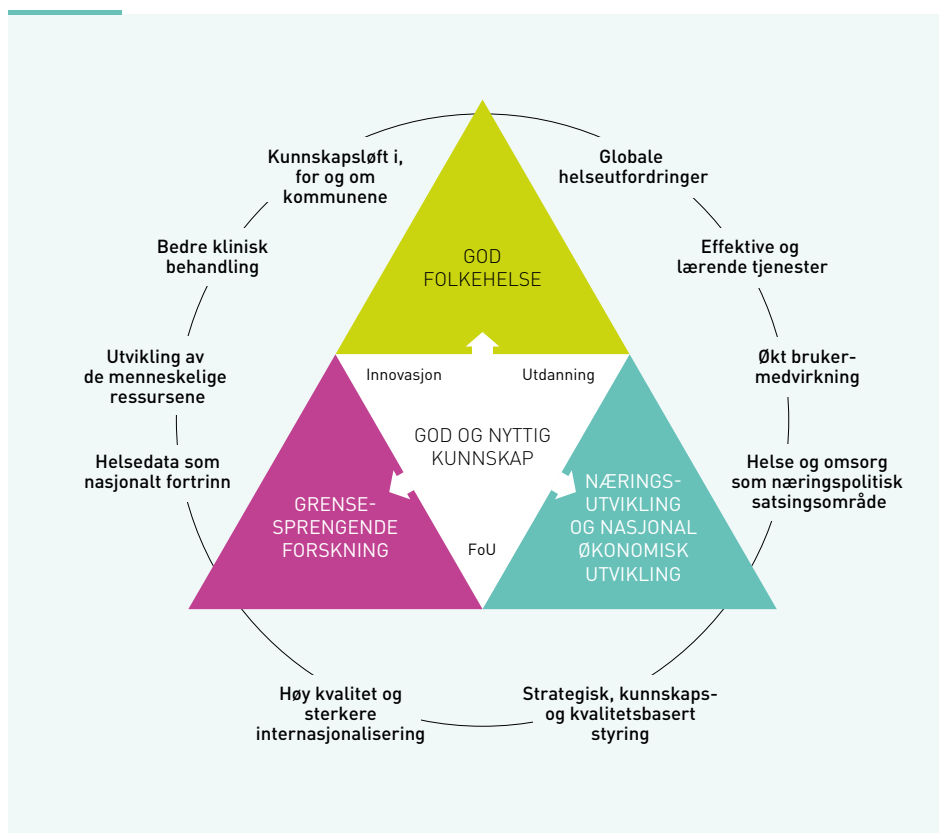 Kunnskapsløft i,
for og om
kommunene
Globale
helseutfordringer
Bedre klinisk
behandling
Effektive og
lærende tjenester
GOD
FOLKEHELSE
Utvikling av
de menneskelige
ressursene
Økt bruker-
medvirkning
Innovasjon
Utdanning
GOD OG NYTTIG
KUNNSKAP
Helsedata som
nasjonalt fortrinn
Helse og omsorg
som næringspolitisk
satsingsområde
GRENSE-
SPRENGENDE
FORSKNING
NÆRINGS-
UTVIKLING
OG NASJONAL
ØKONOMISK
UTVIKLING
FoU
Høy kvalitet og
sterkere
internasjonalisering
Strategisk, kunnskaps-
og kvalitetsbasert
styring